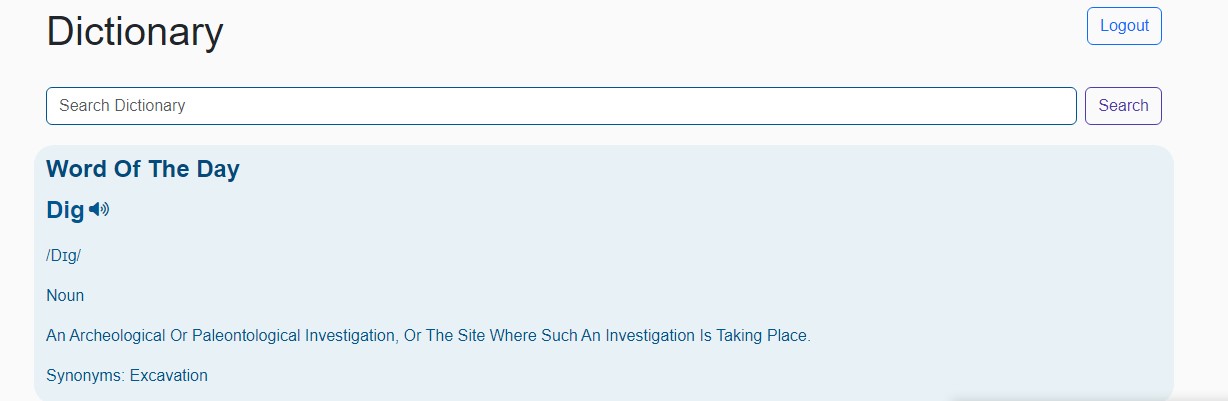 Dictionary
Logout
Search Dictionary
Search
Word Of The Day
Dig
/Dɪg/
Noun
An Archeological Or Paleontological Investigation, Or The Site Where Such An Investigation Is Taking Place.
Synonyms: Excavation